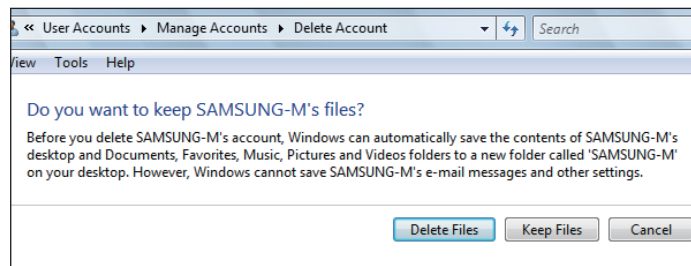 « User Accounts ▸ Manage Accounts ▸ Delete Account Search
View Tools Help
Do you want to keep SAMSUNG-M's files?
Before you delete SAMSUNG-M's account, Windows can automatically save the contents of SAMSUNG-M's
desktop and Documents, Favorites, Music, Pictures and Videos folders to a new folder called 'SAMSUNG-M'
on your desktop. However, Windows cannot save SAMSUNG-M's e-mail messages and other settings.
Delete Files Keep Files Cancel